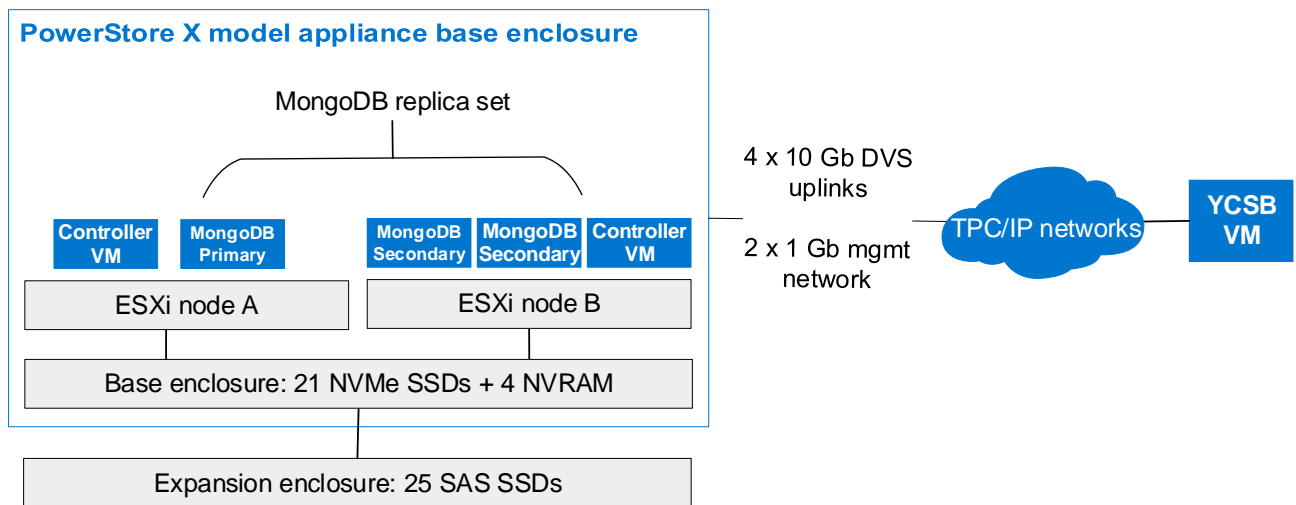 PowerStore X model appliance base enclosure
MongoDB replica set
Controller
VM
MongoDB
Primary
MongoDB
Secondary
MongoDB
Secondary
Controller
VM
ESXi node A
ESXi node B
Base enclosure: 21 NVMe SSDs + 4 NVRAM
Expansion enclosure: 25 SAS SSDs
4 x 10 Gb DVS
uplinks
2 x 1 Gb mgmt
network
TPC/IP networks
YCSB
VM